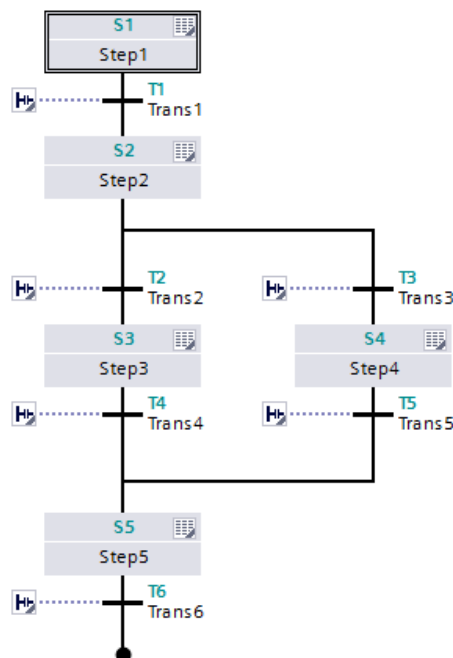 S1
Step1
T1
Trans1
S2
Step2
T2
Trans2
T3
Trans3
S3
Step3
S4
Step4
T4
Trans4
T5
Trans5
S5
Step5
T6
Trans6